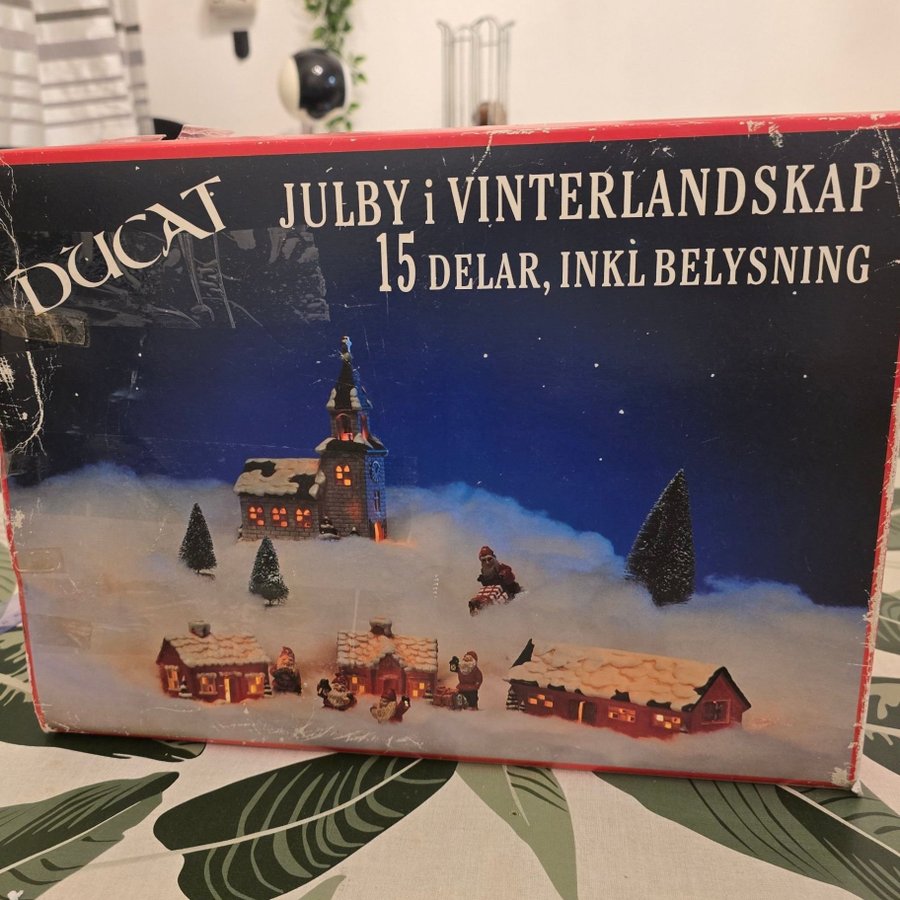 DUCAT
JULBY i VINTERLANDSKAP
15 DELAR, INKL BELYSNING